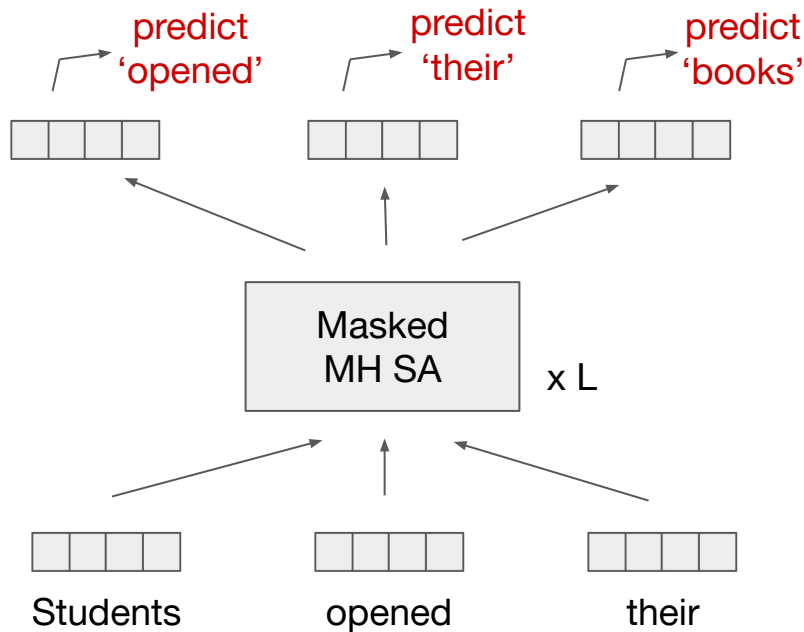 predict
‘opened’
predict
‘their’
predict
‘books’
Masked
MH SA
x L
Students
opened
their